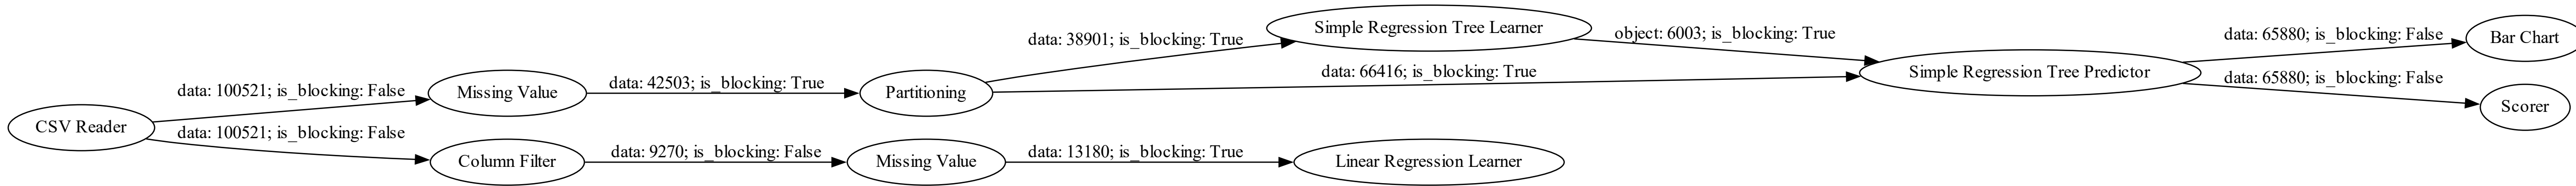 CSV Reader
data: 100521; is_blocking: False
data: 100521; is_blocking: False
Missing Value
Column Filter
data: 42503; is_blocking: True
data: 9270; is_blocking: False
Partitioning
Missing Value
data: 38901; is_blocking: True
data: 66416; is_blocking: True
data: 13180; is_blocking: True
Simple Regression Tree Learner
Linear Regression Learner
object: 6003; is_blocking: True
Simple Regression Tree Predictor
data: 65880; is_blocking: False
data: 65880; is_blocking: False
Bar Chart
Scorer